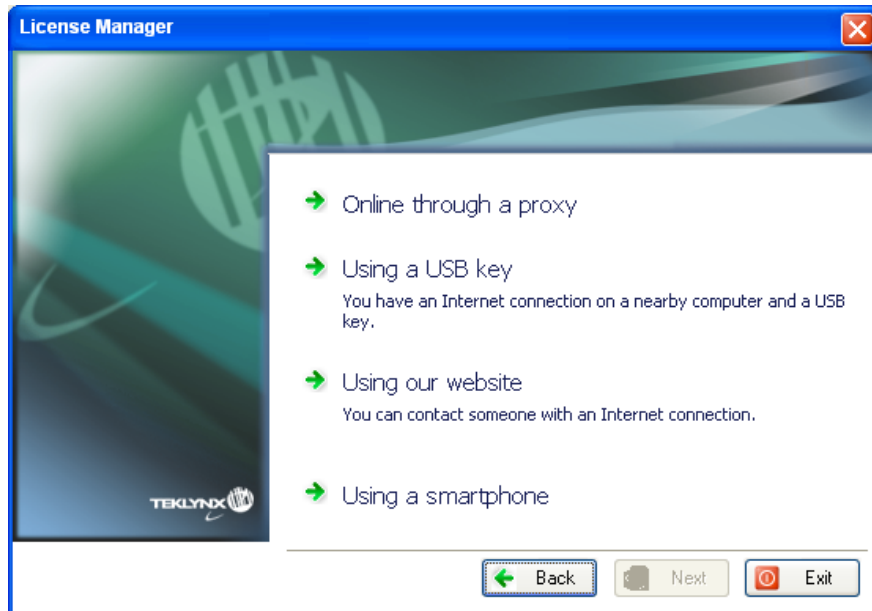 License Manager
Online through a proxy
Using a USB key
You have an Internet connection on a nearby computer and a USB
key.
Using our website
You can contact someone with an Internet connection.
Using a smartphone
TEKLYNX
Back
Next
Exit